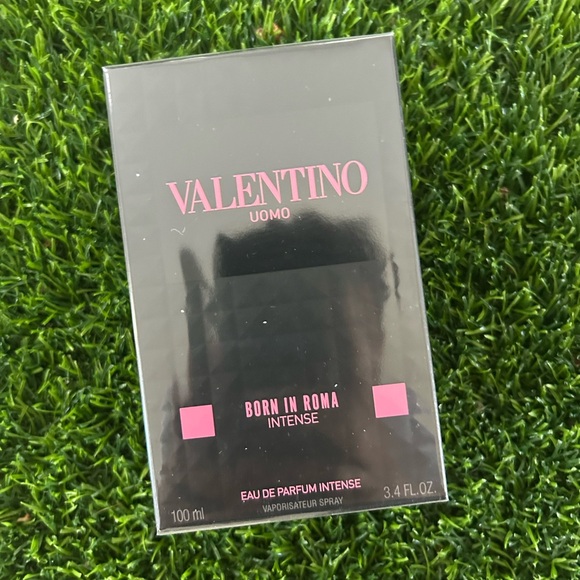 VALENTINO
UOMO
BORN IN ROMA
INTENSE
EAU DE PARFUM INTENSE
VAPORISATEUR SPRAY
100 ml
3.4 FL.OZ.